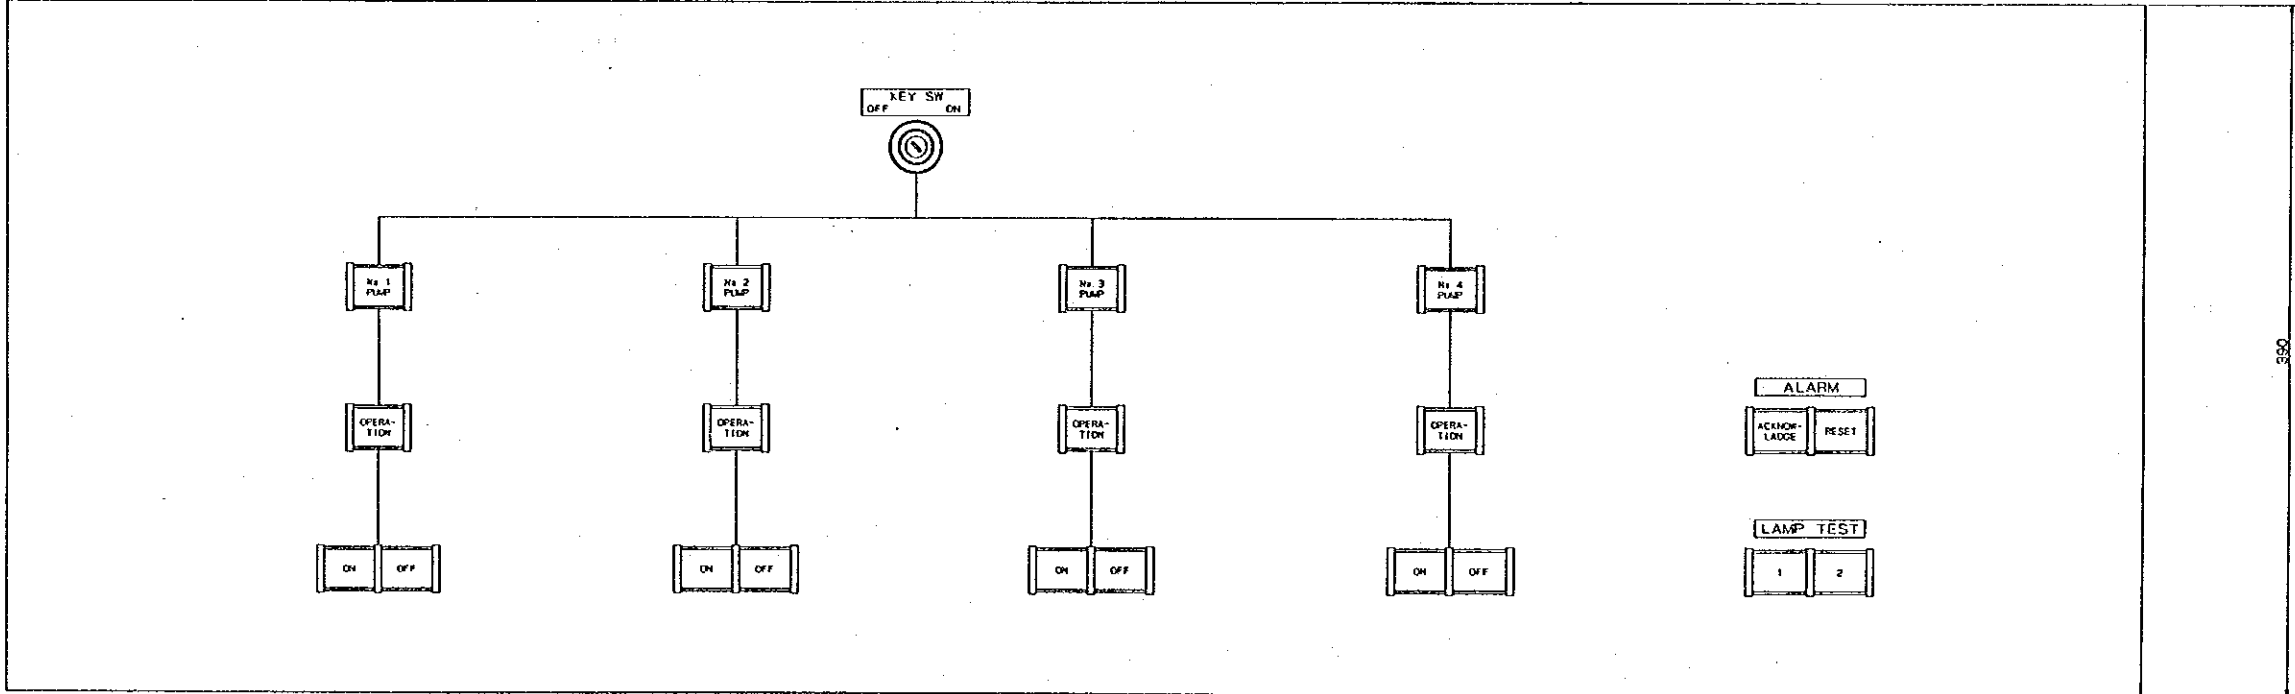 KEY SW
OFF ON
No. 1
PUMP
No. 2
PUMP
No. 3
PUMP
No. 4
PUMP
OPERA-
TION
OPERA-
TION
OPERA-
TION
OPERA-
TION
ON OFF
ON OFF
ON OFF
ON OFF
ALARM
ACKNOW-
LADGE
RESET
LAMP TEST
1 2
390